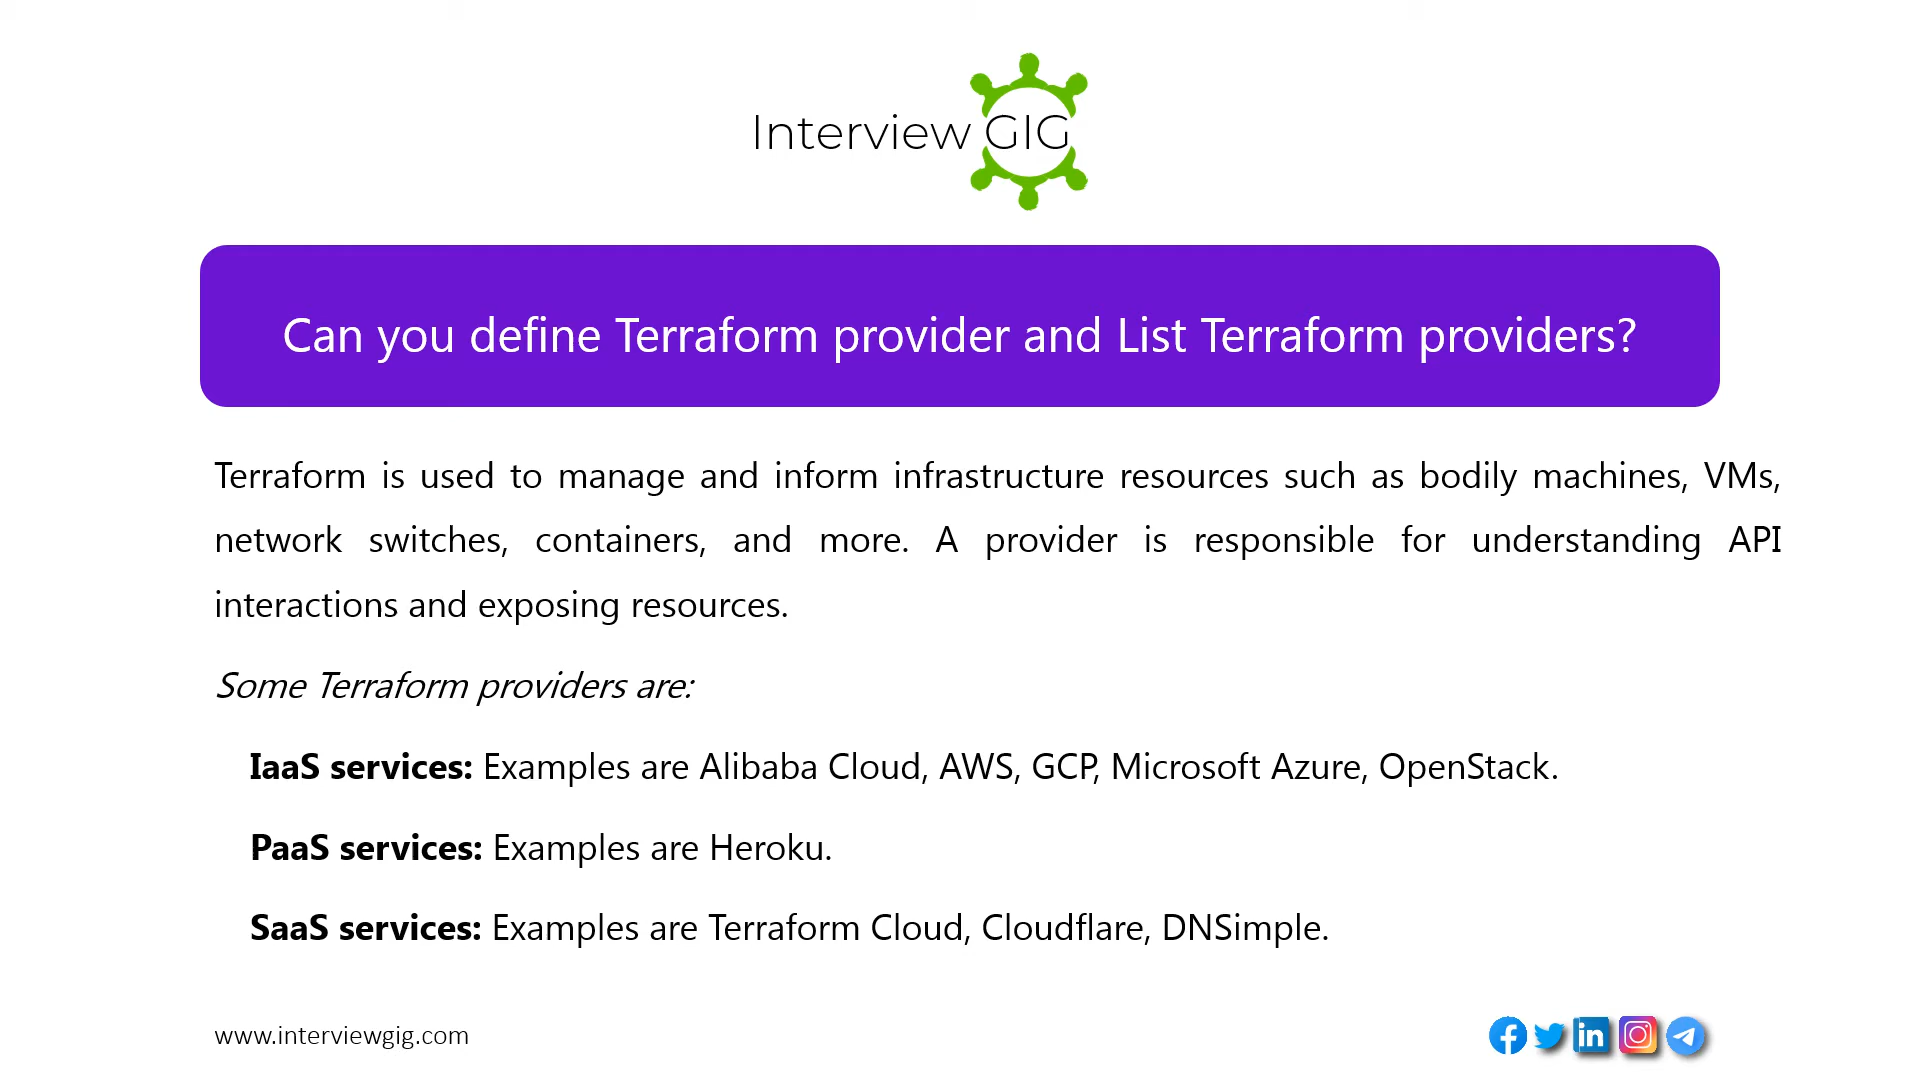 Interview GIG
Can you define Terraform provider and List Terraform providers?
Terraform is used to manage and inform infrastructure resources such as bodily machines, VMs,
network switches, containers, and more. A provider is responsible for understanding API
interactions and exposing resources.
Some Terraform providers are:
IaaS services: Examples are Alibaba Cloud, AWS, GCP, Microsoft Azure, OpenStack.
PaaS services: Examples are Heroku.
SaaS services: Examples are Terraform Cloud, Cloudflare, DNSimple.
www.interviewgig.com